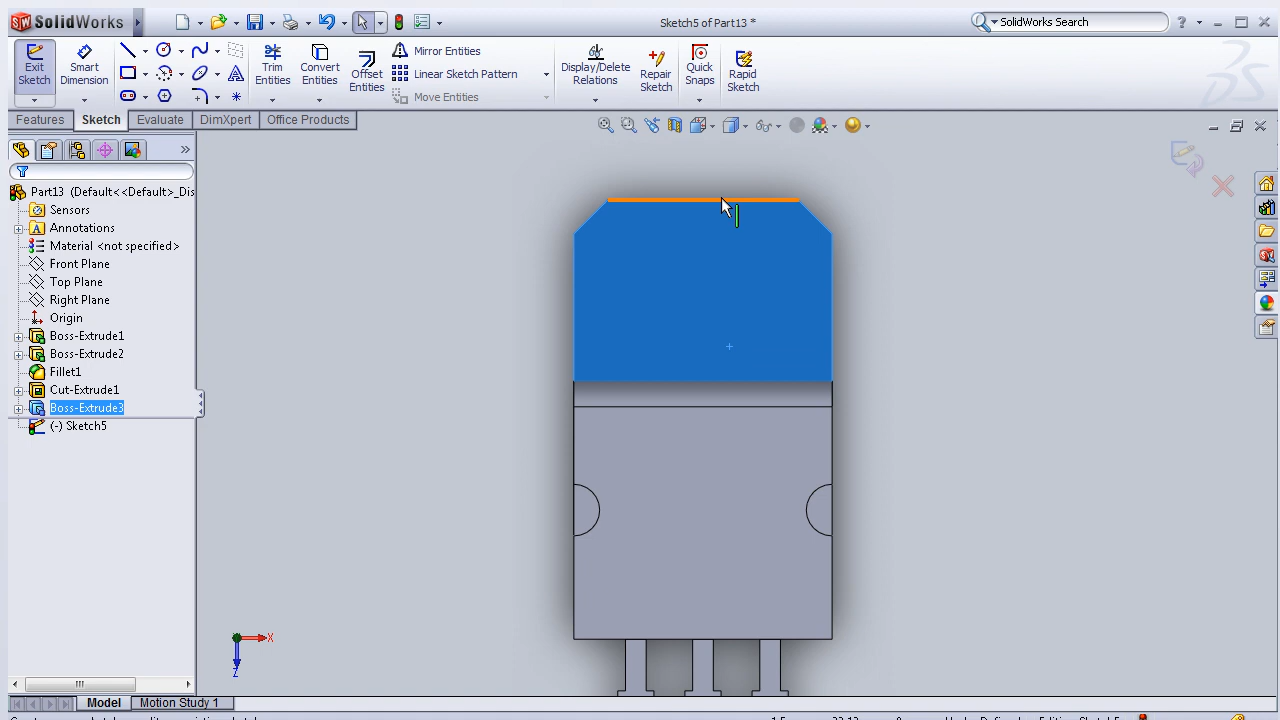 SolidWorks
Sketch5 of Part13 *
SolidWorks Search
?
Exit Sketch
Smart Dimension
Trim Entities
Convert Entities
Offset Entities
Mirror Entities
Linear Sketch Pattern
Move Entities
Display/Delete Relations
Repair Sketch
Quick Snaps
Rapid Sketch
Features
Sketch
Evaluate
DimXpert
Office Products
»
Part13 (Default<<Default>_Dis
Sensors
Annotations
Material <not specified>
Front Plane
Top Plane
Right Plane
Origin
Boss-Extrude1
Boss-Extrude2
Fillet1
Cut-Extrude1
Boss-Extrude3
(-) Sketch5
X
Z
Model
Motion Study 1